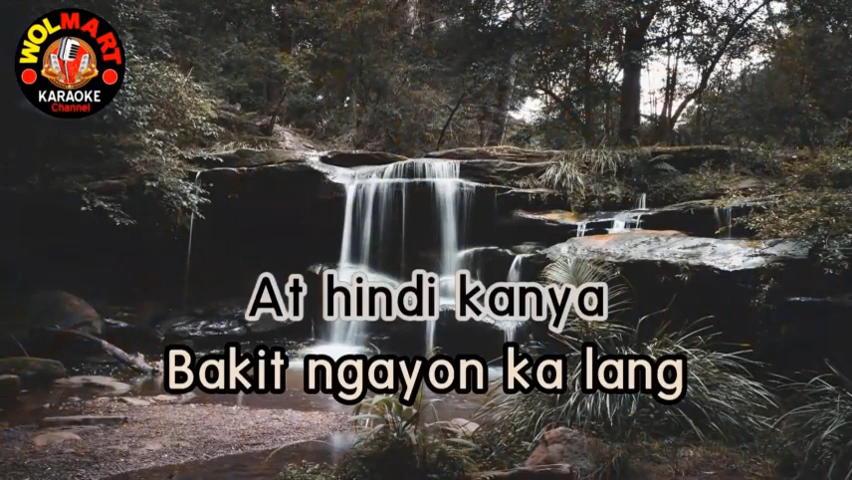 WOLMART
KARAOKE
Channel
At hindi kanya
Bakit ngayon ka lang